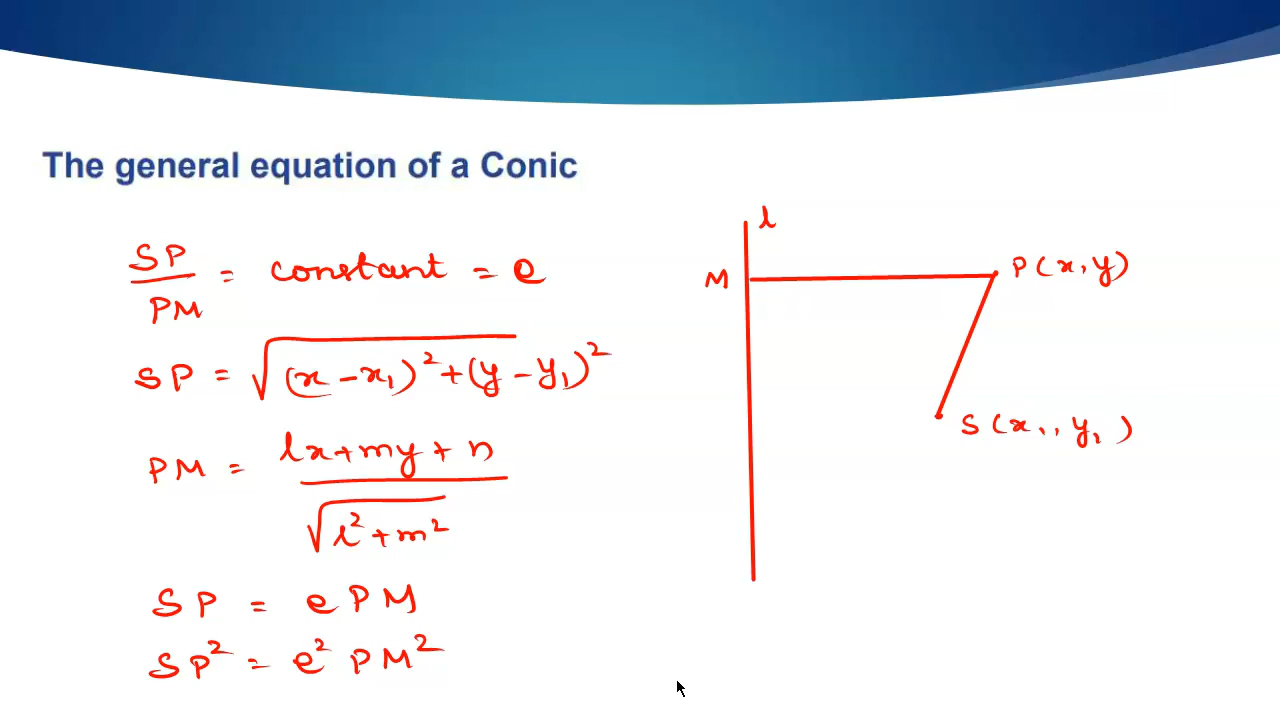 The general equation of a Conic
SP/PM = constant = e
SP = √(x-x₁)²+(y-y₁)²
PM = lx+my+n/√l²+m²
SP = e PM
SP² = e² PM²
l
M
P(x,y)
S(x₁,y₁)